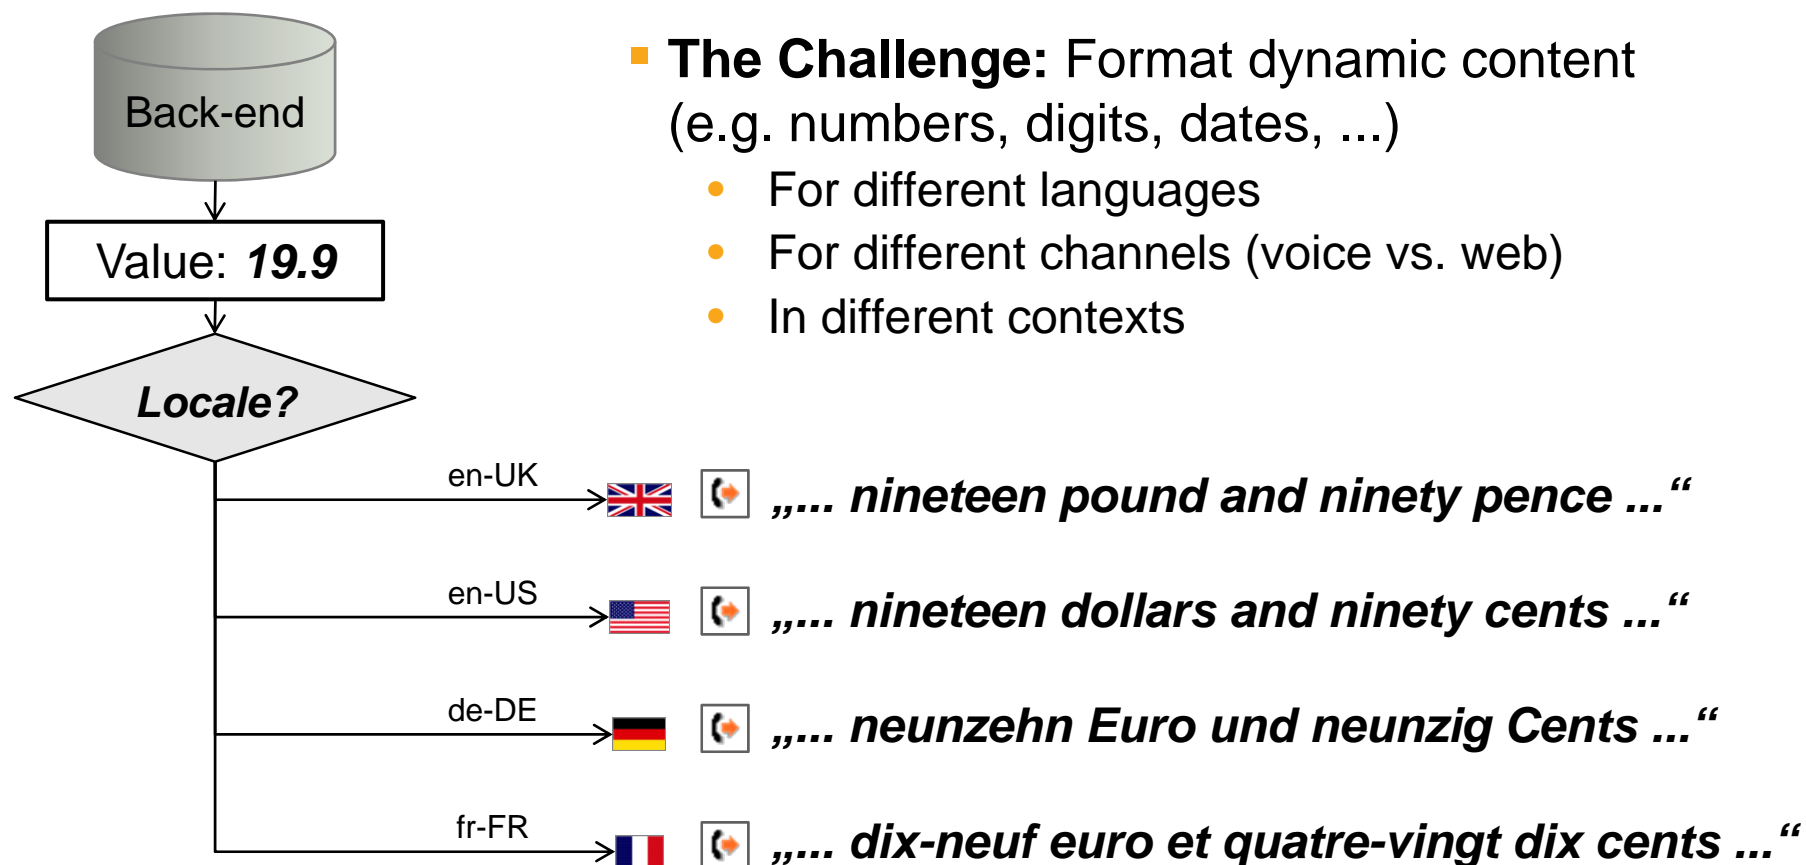 Back-end
Value: 19.9
Locale?
The Challenge: Format dynamic content
(e.g. numbers, digits, dates, ...)
For different languages
For different channels (voice vs. web)
In different contexts
en-UK
„... nineteen pound and ninety pence ...“
en-US
„... nineteen dollars and ninety cents ...“
de-DE
„... neunzehn Euro und neunzig Cents ...“
fr-FR
„... dix-neuf euro et quatre-vingt dix cents ...“